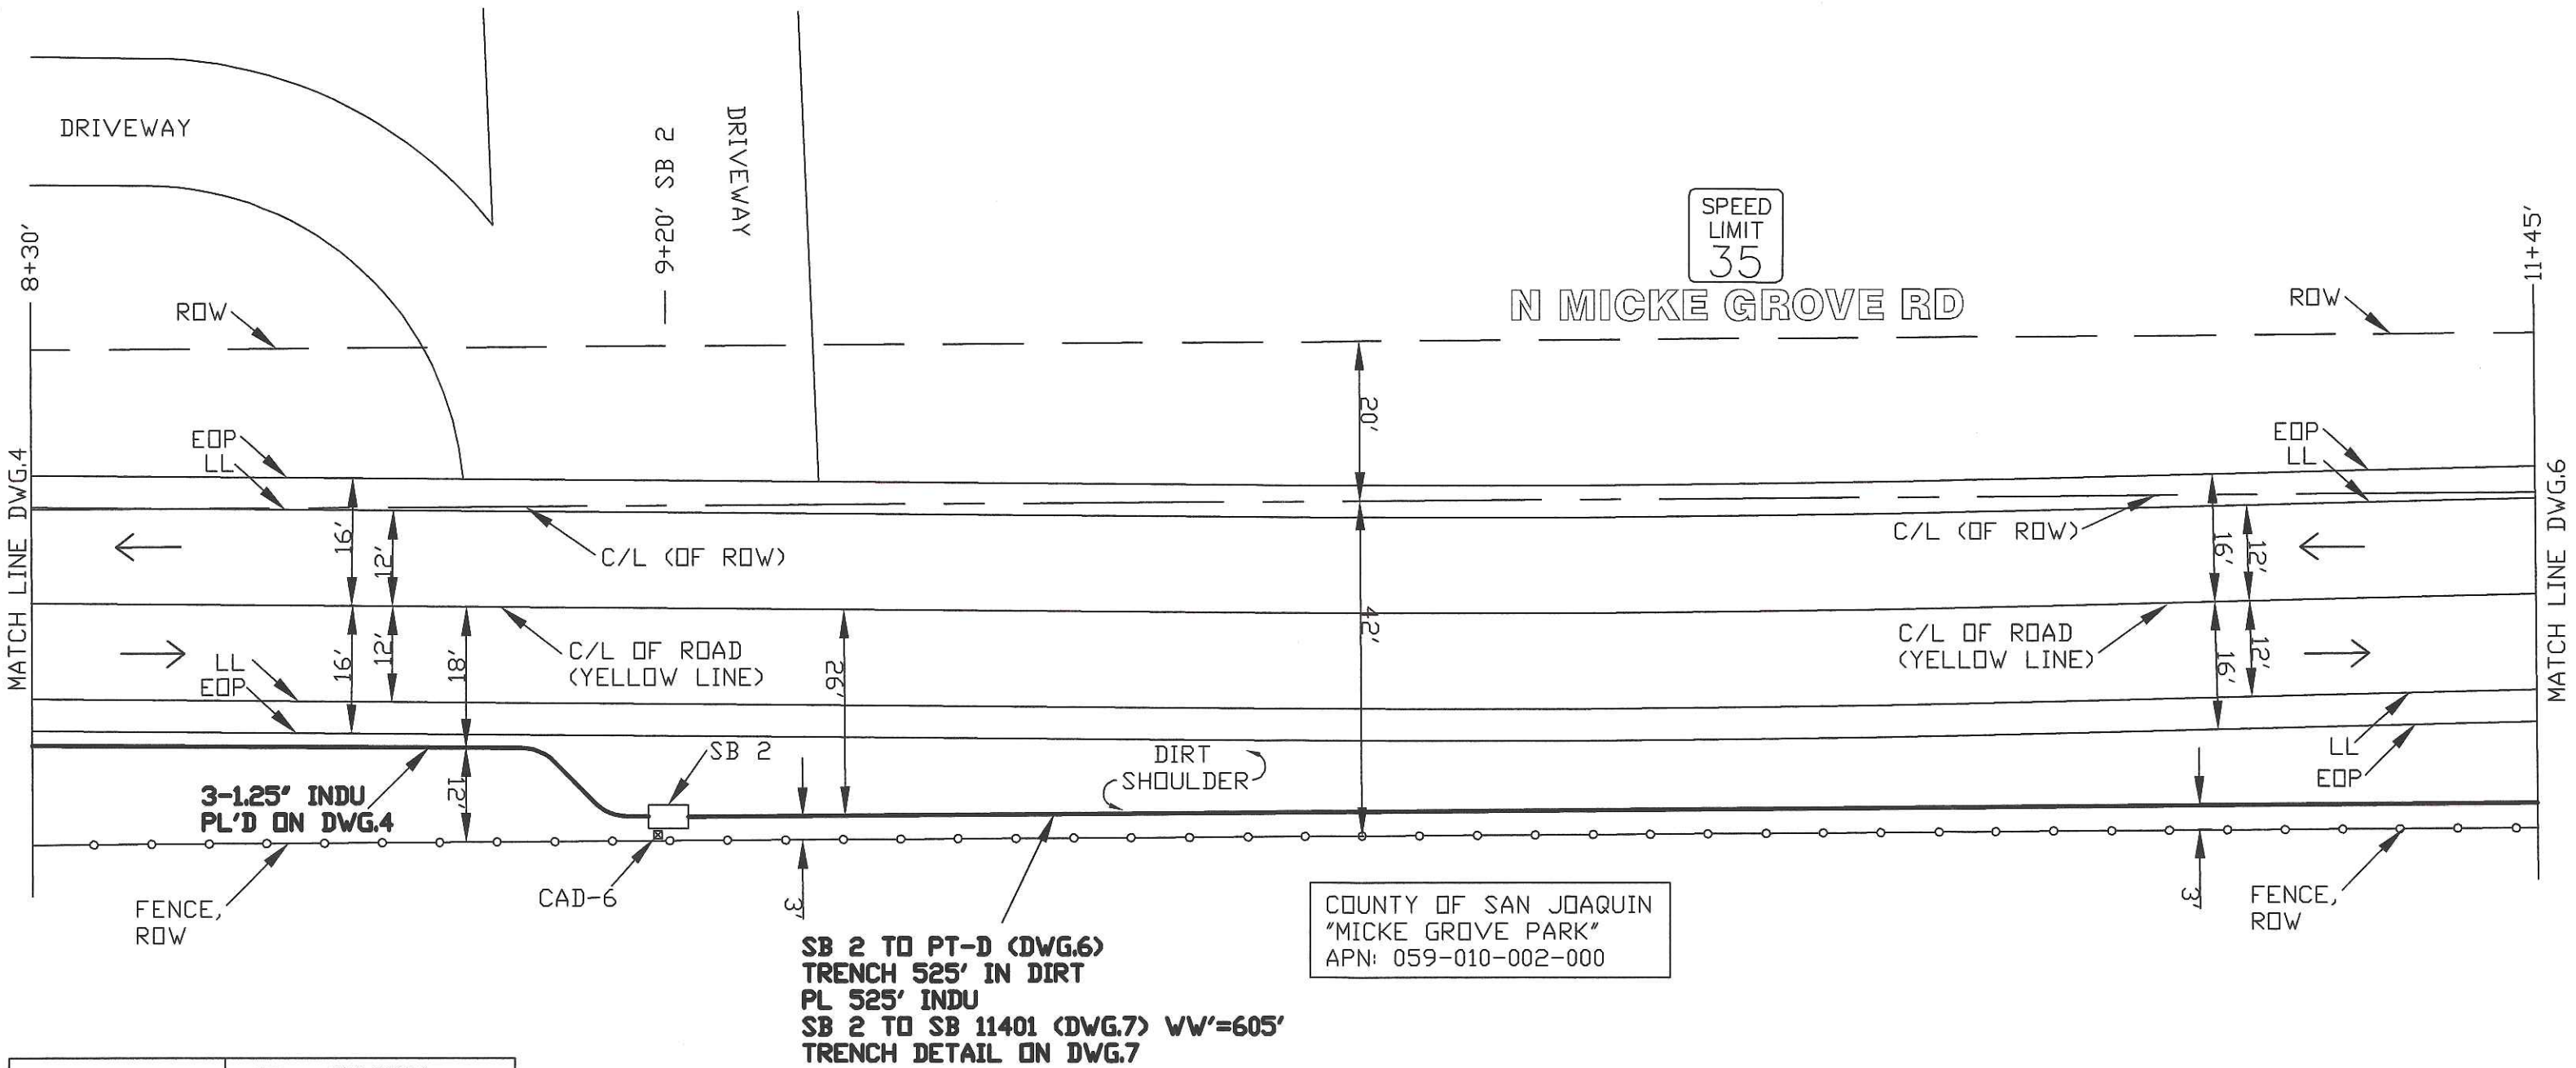 DRIVEWAY
9+20' SB 2
DRIVEWAY
SPEED
LIMIT
35
N MICKE GROVE RD
8+30'
11+45'
ROW
ROW
20'
EOP
LL
EOP
LL
MATCH LINE DWG.4
MATCH LINE DWG.6
16'
12'
C/L (OF ROW)
C/L (OF ROW)
16'
12'
42'
16'
12'
18'
C/L OF ROAD
(YELLOW LINE)
26'
C/L OF ROAD
(YELLOW LINE)
16'
12'
LL
EOP
SB 2
DIRT
SHOULDER
LL
EOP
3-1.25" INDU
PL'D ON DWG.4
12'
FENCE,
ROW
CAD-6
3'
3'
FENCE,
ROW
COUNTY OF SAN JOAQUIN
"MICKE GROVE PARK"
APN: 059-010-002-000
SB 2 TO PT-D (DWG.6)
TRENCH 525' IN DIRT
PL 525' INDU
SB 2 TO SB 11401 (DWG.7) WW'=605'
TRENCH DETAIL ON DWG.7